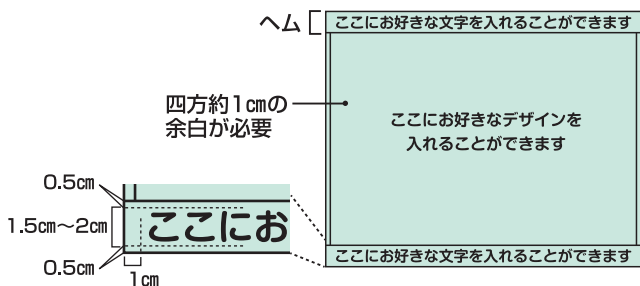 ヘム
ここにお好きな文字を入れることができます
四方約1cmの
余白が必要
ここにお好きなデザインを
入れることができます
0.5cm
1.5cm〜2cm
ここにお
0.5cm
1cm
ここにお好きな文字を入れることができます